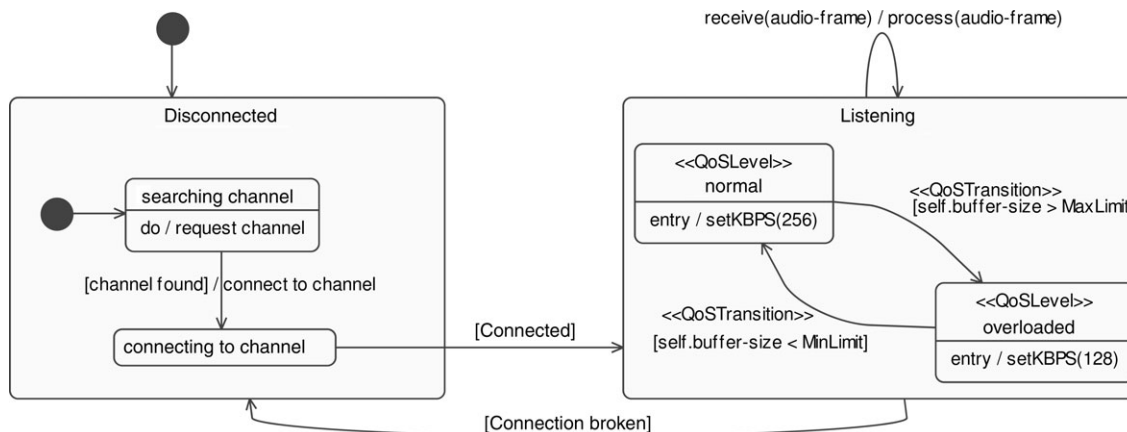 receive(audio-frame) / process(audio-frame)
Disconnected
searching channel
do / request channel
[channel found] / connect to channel
connecting to channel
[Connected]
Listening
<<QoSLevel>>
normal
entry / setKBPS(256)
<<QoSTransition>>
[self.buffer-size > MaxLimit
<<QoSTransition>>
[self.buffer-size < MinLimit]
<<QoSLevel>>
overloaded
entry / setKBPS(128)
[Connection broken]